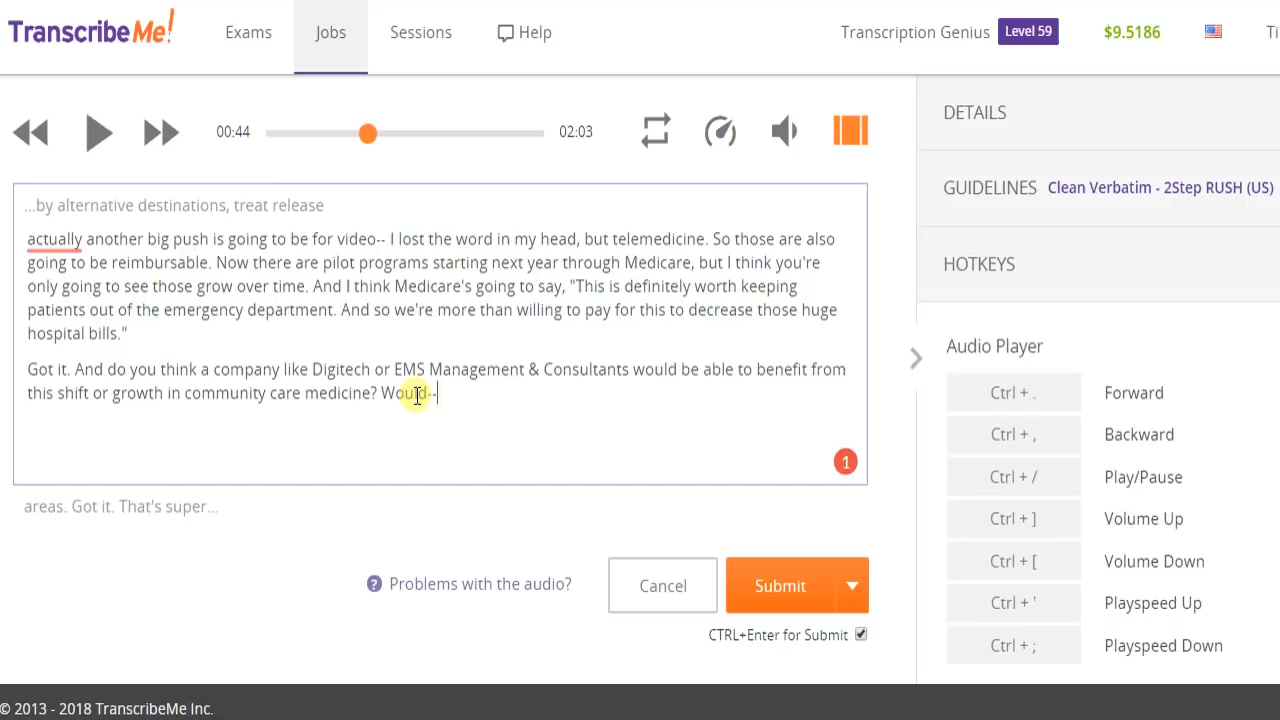 TranscribeMe!
Exams
Jobs
Sessions
Help
Transcription Genius
Level 59
$9.5186
Ti
00:44
02:03
...by alternative destinations, treat release
actually another big push is going to be for video-- I lost the word in my head, but telemedicine. So those are also
going to be reimbursable. Now there are pilot programs starting next year through Medicare, but I think you're
only going to see those grow over time. And I think Medicare's going to say, "This is definitely worth keeping
patients out of the emergency department. And so we're more than willing to pay for this to decrease those huge
hospital bills."
Got it. And do you think a company like Digitech or EMS Management & Consultants would be able to benefit from
this shift or growth in community care medicine? Would--
1
areas. Got it. That's super...
? Problems with the audio?
Cancel
Submit
CTRL+Enter for Submit
DETAILS
GUIDELINES Clean Verbatim - 2Step RUSH (US)
HOTKEYS
Audio Player
Ctrl + . Forward
Ctrl + , Backward
Ctrl + / Play/Pause
Ctrl + ] Volume Up
Ctrl + [ Volume Down
Ctrl + ' Playspeed Up
Ctrl + ; Playspeed Down
© 2013 - 2018 TranscribeMe Inc.